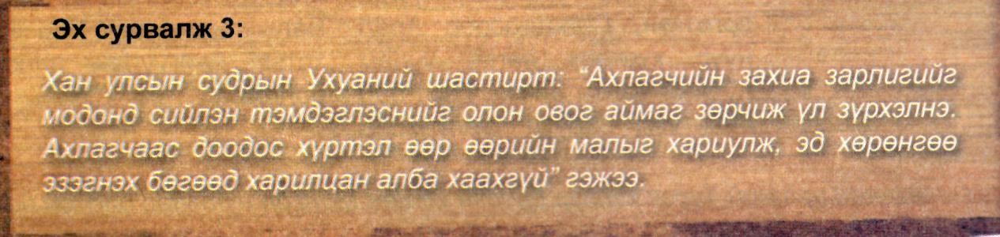 Эх сурвалж 3:
Хан улсын судрын Ухуаний шастирт: “Ахлагчийн захиа зарлигийг
модонд сийлэн тэмдэглэснийг олон овог аймаг зөрчиж үл зүрхэлнэ.
Ахлагчаас доодос хүртэл өөр өөрийн малыг хариулж, эд хөрөнгөө
эзэгнэх бөгөөд харилцан алба хаахгүй” гэжээ.